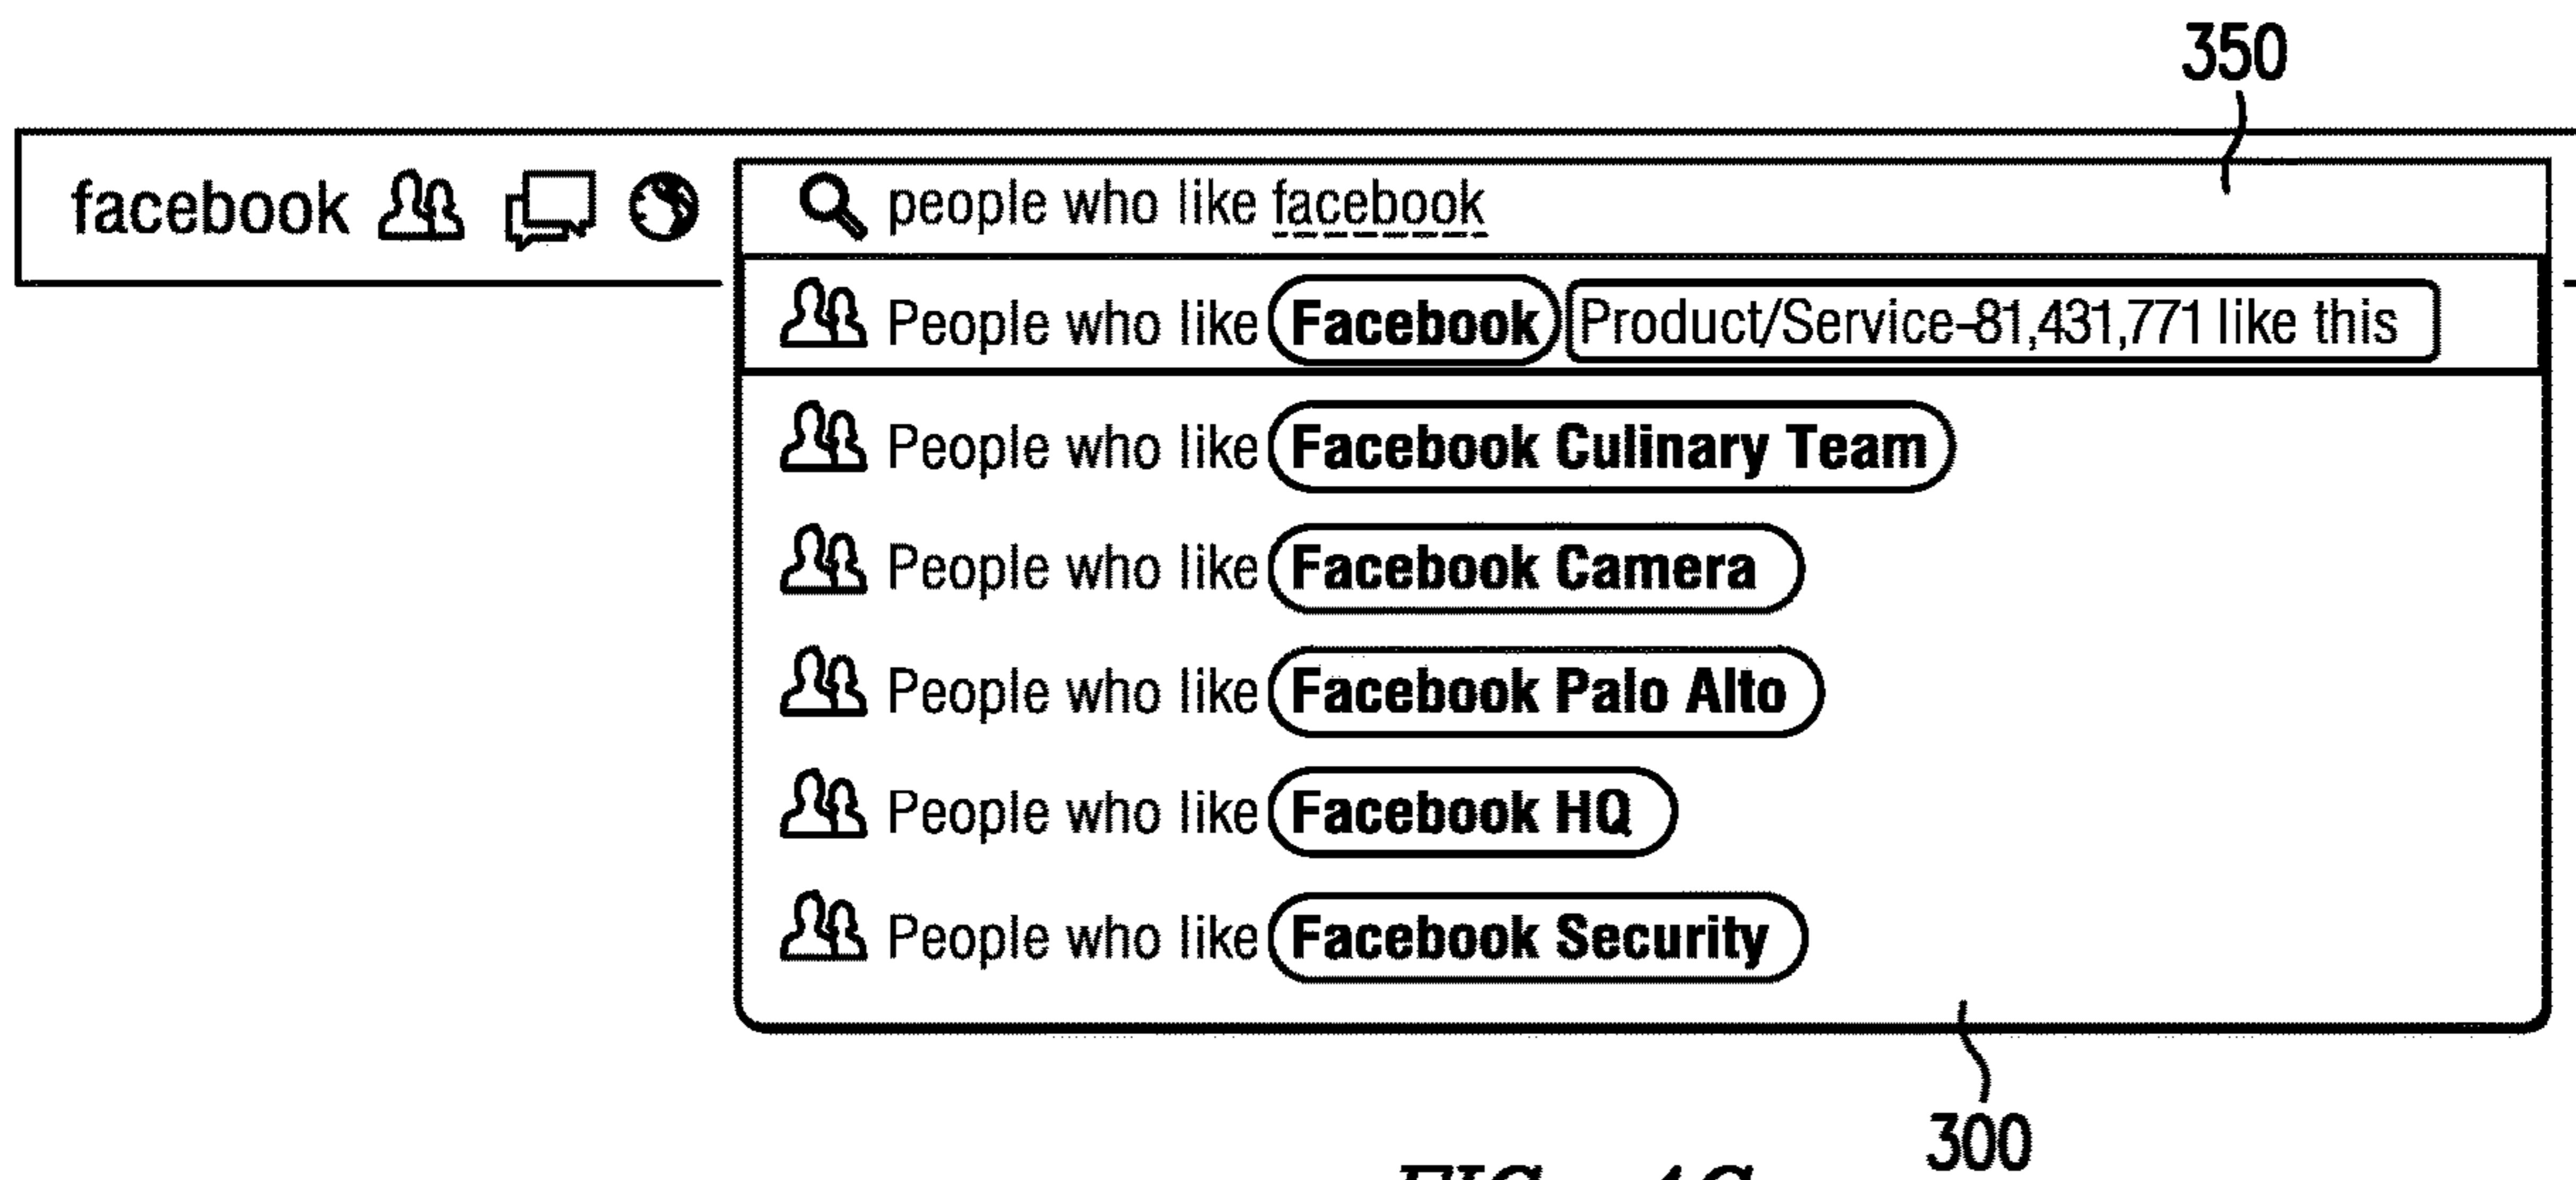 350
facebook people who like facebook
People who like Facebook Product/Service-81,431,771 like this
People who like Facebook Culinary Team
People who like Facebook Camera
People who like Facebook Palo Alto
People who like Facebook HQ
People who like Facebook Security
300